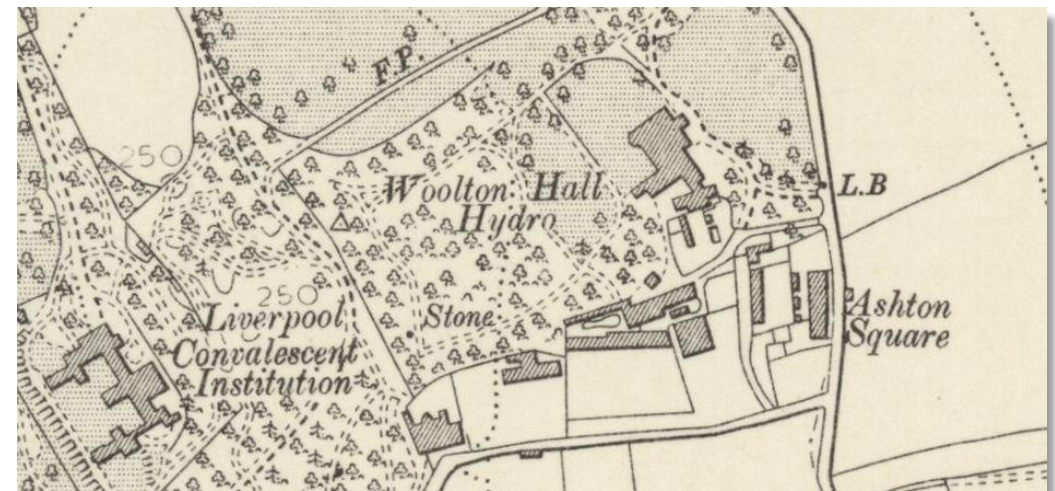 F.P.
250
Woolton Hall
Hydro
L.B
250
Liverpool
Convalescent
Institution
Stone
Ashton
Square